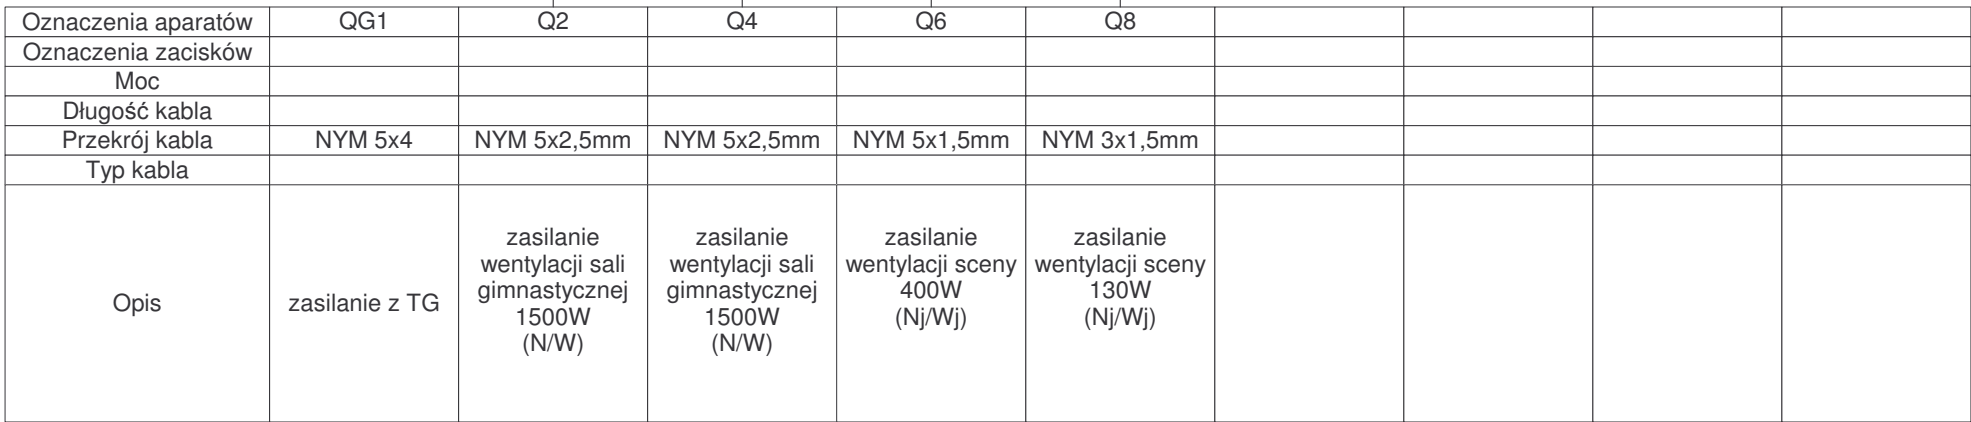 Oznaczenia aparatów QG1 Q2 Q4 Q6 Q8
Oznaczenia zacisków
Moc
Długość kabla
Przekrój kabla NYM 5x4 NYM 5x2,5mm NYM 5x2,5mm NYM 5x1,5mm NYM 3x1,5mm
Typ kabla
Opis
zasilanie z TG
zasilanie
wentylacji sali
gimnastycznej
1500W
(N/W)
zasilanie
wentylacji sali
gimnastycznej
1500W
(N/W)
zasilanie
wentylacji sceny
400W
(Nj/Wj)
zasilanie
wentylacji sceny
130W
(Nj/Wj)